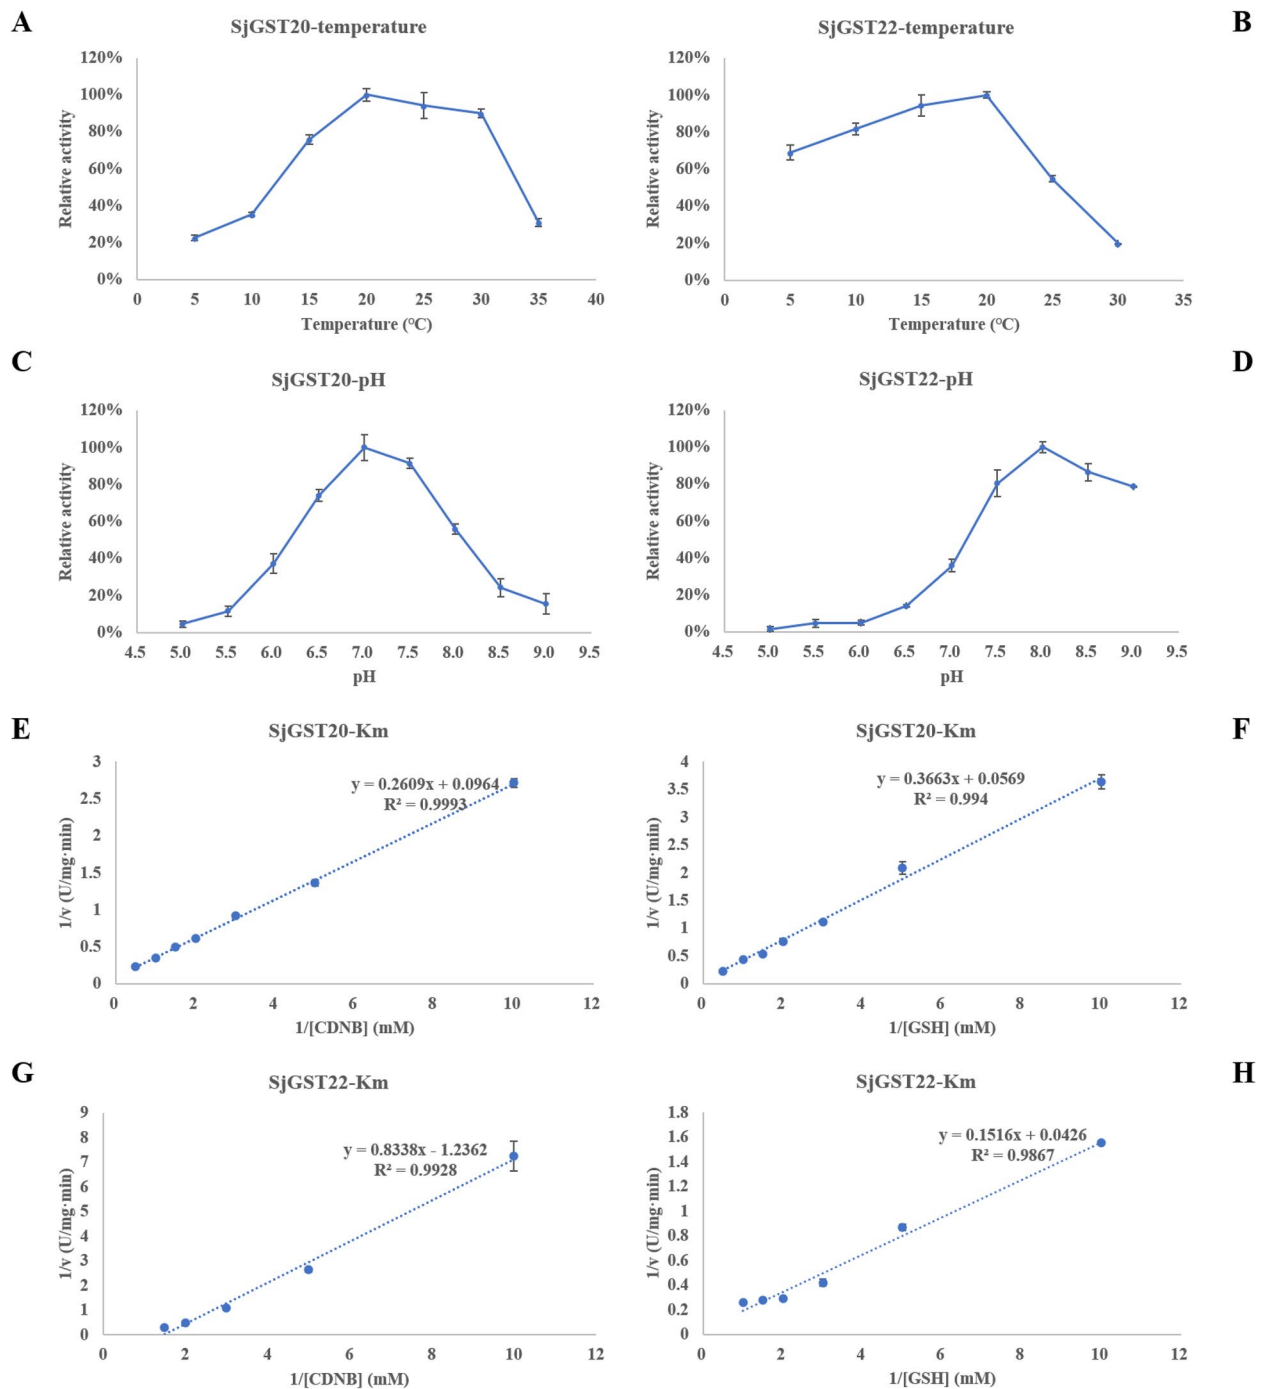 A
SjGST20-temperature
120%
100%
80%
60%
40%
20%
0%
Relative activity
0 5 10 15 20 25 30 35 40
Temperature (°C)
SjGST22-temperature
B
120%
100%
80%
60%
40%
20%
0%
Relative activity
0 5 10 15 20 25 30 35
Temperature (°C)
C
SjGST20-pH
120%
100%
80%
60%
40%
20%
0%
Relative activity
4.5 5.0 5.5 6.0 6.5 7.0 7.5 8.0 8.5 9.0 9.5
pH
SjGST22-pH
D
120%
100%
80%
60%
40%
20%
0%
Relative activity
4.5 5.0 5.5 6.0 6.5 7.0 7.5 8.0 8.5 9.0 9.5
pH
E
SjGST20-Km
3
2.5
2
1.5
1
0.5
0
1/v (U/mg·min)
y = 0.2609x + 0.0964
R² = 0.9993
0 2 4 6 8 10 12
1/[CDNB] (mM)
SjGST20-Km
F
4
3.5
3
2.5
2
1.5
1
0.5
0
1/v (U/mg·min)
y = 0.3663x + 0.0569
R² = 0.994
0 2 4 6 8 10 12
1/[GSH] (mM)
G
SjGST22-Km
9
8
7
6
5
4
3
2
1
0
1/v (U/mg·min)
y = 0.8338x - 1.2362
R² = 0.9928
0 2 4 6 8 10 12
1/[CDNB] (mM)
SjGST22-Km
H
1.8
1.6
1.4
1.2
1
0.8
0.6
0.4
0.2
0
1/v (U/mg·min)
y = 0.1516x + 0.0426
R² = 0.9867
0 2 4 6 8 10 12
1/[GSH] (mM)